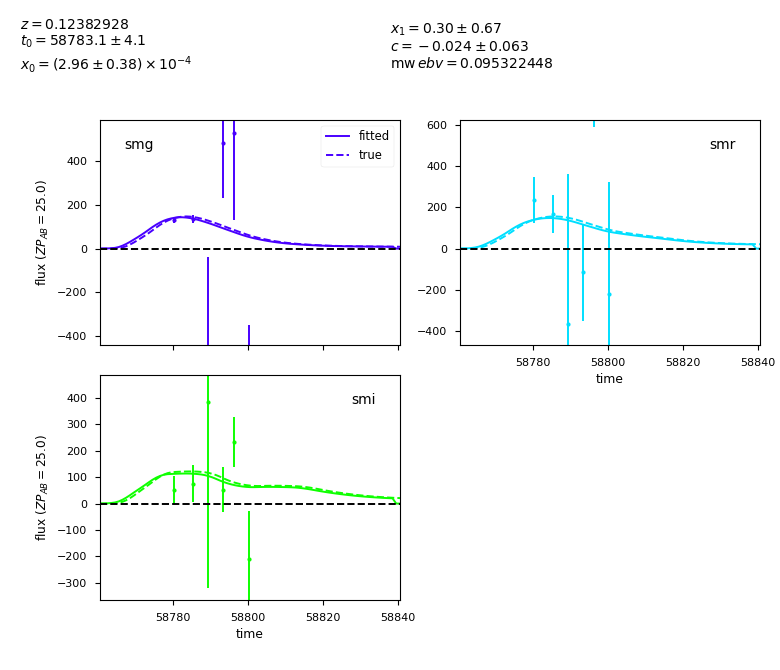 z = 0.12382928
t₀ = 58783.1 ± 4.1
x₀ = (2.96 ± 0.38) × 10⁻⁴
x₁ = 0.30 ± 0.67
c = −0.024 ± 0.063
mw ebv = 0.095322448
smg
fitted
true
400
200
0
−200
−400
flux (ZP_AB = 25.0)
smr
600
400
200
0
−200
−400
58780 58800 58820 58840
time
smi
400
300
200
100
0
−100
−200
−300
flux (ZP_AB = 25.0)
58780 58800 58820 58840
time